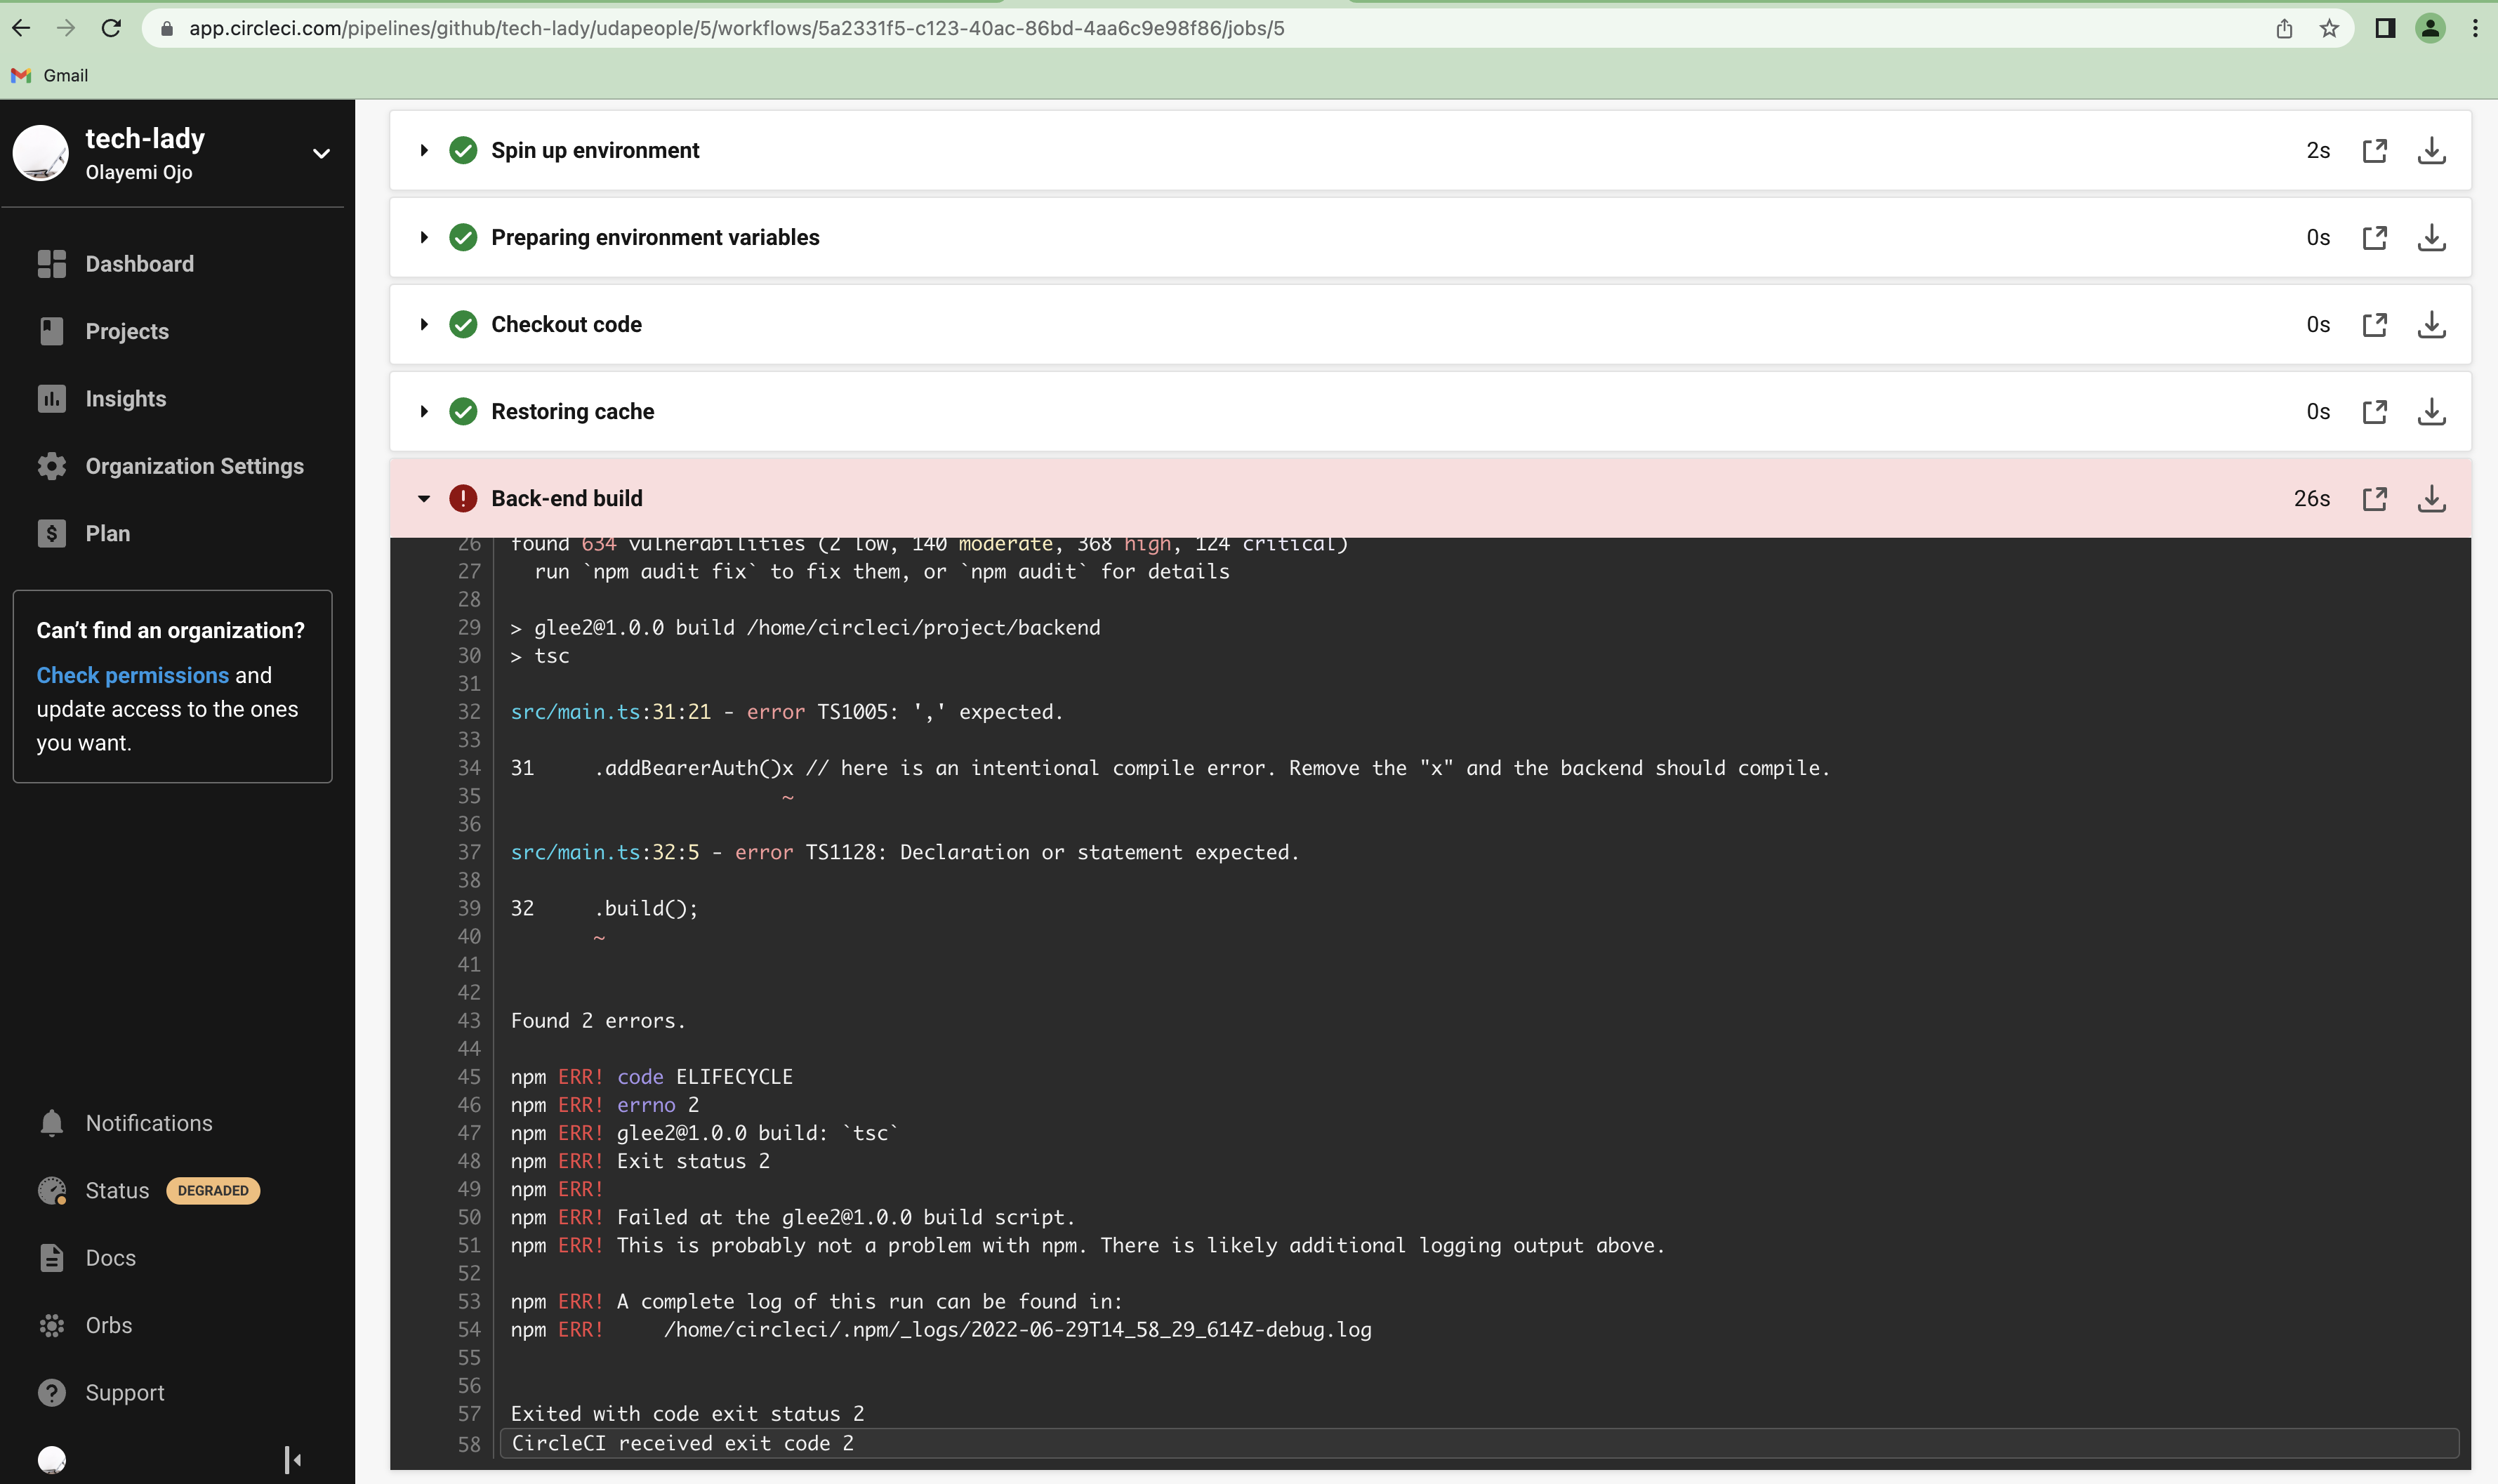 app.circleci.com/pipelines/github/tech-lady/udapeople/5/workflows/5a2331f5-c123-40ac-86bd-4aa6c9e98f86/jobs/5
Gmail
tech-lady
Olayemi Ojo
Dashboard
Projects
Insights
Organization Settings
Plan
Can't find an organization?
Check permissions and
update access to the ones
you want.
Notifications
Status DEGRADED
Docs
Orbs
Support
Spin up environment 2s
Preparing environment variables 0s
Checkout code 0s
Restoring cache 0s
Back-end build 26s
26 found 634 vulnerabilities (2 low, 140 moderate, 368 high, 124 critical)
27 run `npm audit fix` to fix them, or `npm audit` for details
28
29 > glee2@1.0.0 build /home/circleci/project/backend
30 > tsc
31
32 src/main.ts:31:21 - error TS1005: ',' expected.
33
34 31 .addBearerAuth()x // here is an intentional compile error. Remove the "x" and the backend should compile.
35 ~
36
37 src/main.ts:32:5 - error TS1128: Declaration or statement expected.
38
39 32 .build();
40 ~
41
42
43 Found 2 errors.
44
45 npm ERR! code ELIFECYCLE
46 npm ERR! errno 2
47 npm ERR! glee2@1.0.0 build: `tsc`
48 npm ERR! Exit status 2
49 npm ERR!
50 npm ERR! Failed at the glee2@1.0.0 build script.
51 npm ERR! This is probably not a problem with npm. There is likely additional logging output above.
52
53 npm ERR! A complete log of this run can be found in:
54 npm ERR! /home/circleci/.npm/_logs/2022-06-29T14_58_29_614Z-debug.log
55
56
57 Exited with code exit status 2
58 CircleCI received exit code 2